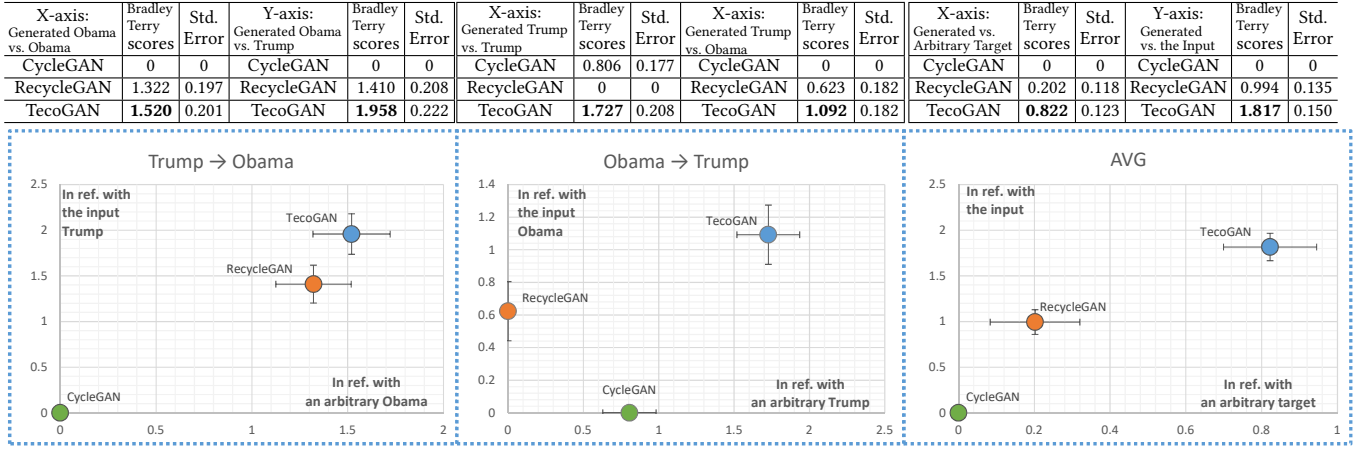 X-axis: Generated Obama vs. Obama | Bradley Terry scores | Std. Error | Y-axis: Generated Obama vs. Trump | Bradley Terry scores | Std. Error
CycleGAN | 0 | 0 | CycleGAN | 0 | 0
RecycleGAN | 1.322 | 0.197 | RecycleGAN | 1.410 | 0.208
TecoGAN | 1.520 | 0.201 | TecoGAN | 1.958 | 0.222
X-axis: Generated Trump vs. Trump | Bradley Terry scores | Std. Error | X-axis: Generated Trump vs. Obama | Bradley Terry scores | Std. Error
CycleGAN | 0.806 | 0.177 | CycleGAN | 0 | 0
RecycleGAN | 0 | 0 | RecycleGAN | 0.623 | 0.182
TecoGAN | 1.727 | 0.208 | TecoGAN | 1.092 | 0.182
X-axis: Generated vs. Arbitrary Target | Bradley Terry scores | Std. Error | Y-axis: Generated vs. the Input | Bradley Terry scores | Std. Error
CycleGAN | 0 | 0 | CycleGAN | 0 | 0
RecycleGAN | 0.202 | 0.118 | RecycleGAN | 0.994 | 0.135
TecoGAN | 0.822 | 0.123 | TecoGAN | 1.817 | 0.150
Trump → Obama
2.5
2
1.5
1
0.5
0
In ref. with
the input
Trump
TecoGAN
RecycleGAN
CycleGAN
In ref. with
an arbitrary Obama
0 0.5 1 1.5 2
Obama → Trump
1.4
1.2
1
0.8
0.6
0.4
0.2
0
In ref. with
the input
Obama
TecoGAN
RecycleGAN
CycleGAN
In ref. with
an arbitrary Trump
0 0.5 1 1.5 2 2.5
AVG
2.5
2
1.5
1
0.5
0
In ref. with
the input
TecoGAN
RecycleGAN
CycleGAN
In ref. with
an arbitrary target
0 0.2 0.4 0.6 0.8 1